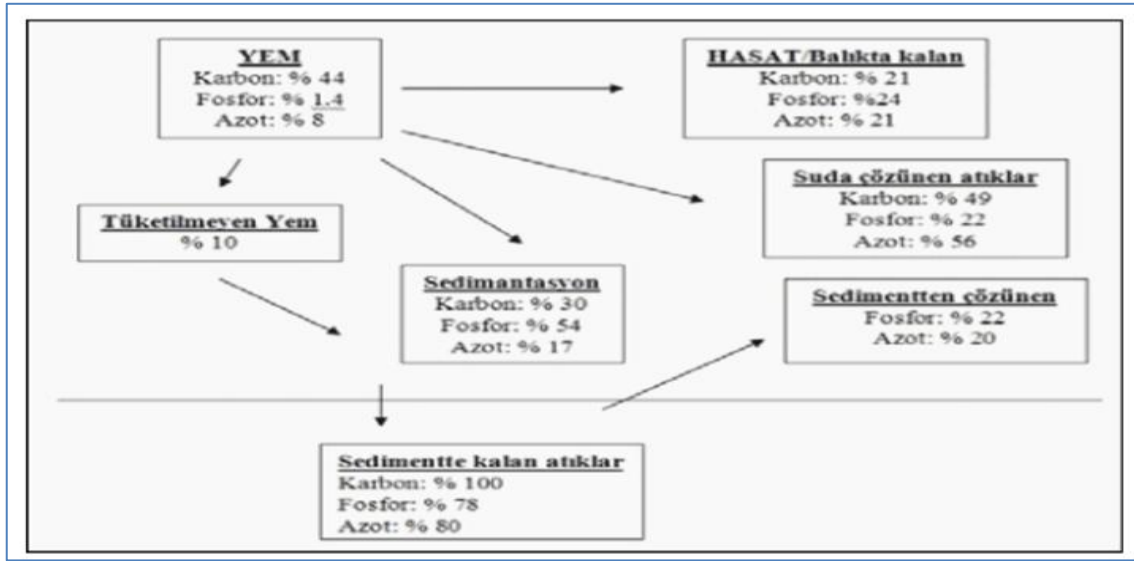 YEM
Karbon: % 44
Fosfor: % 1.4
Azot: % 8
HASAT/Balıkta kalan
Karbon: % 21
Fosfor: %24
Azot: % 21
Suda çözünen atıklar
Karbon: % 49
Fosfor: % 22
Azot: % 56
Tüketilmeyen Yem
% 10
Sedimantasyon
Karbon: % 30
Fosfor: % 54
Azot: % 17
Sedimentten çözünen
Fosfor: % 22
Azot: % 20
Sedimentte kalan atıklar
Karbon: % 100
Fosfor: % 78
Azot: % 80